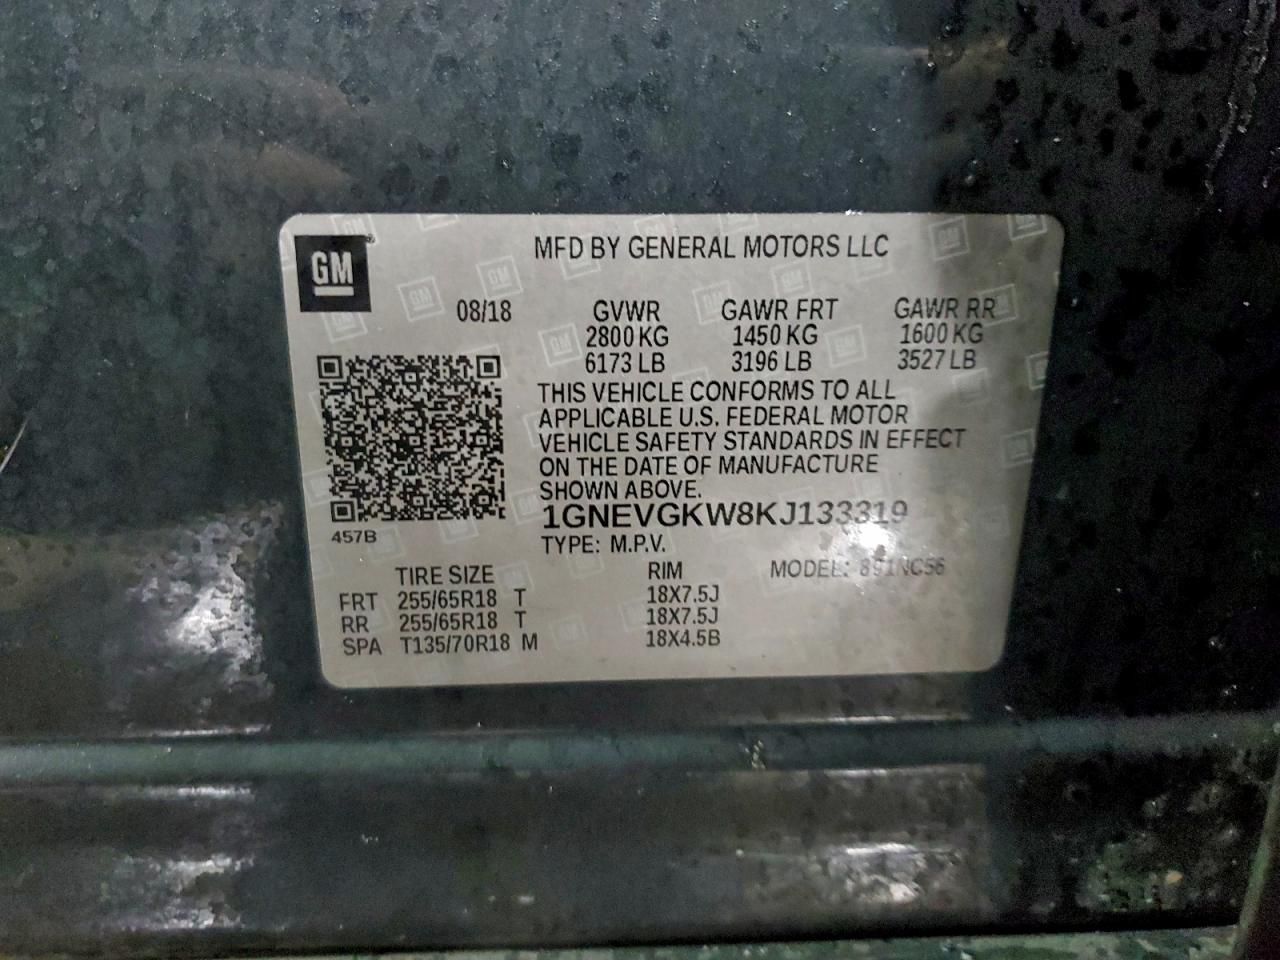 GM
MFD BY GENERAL MOTORS LLC
08/18 GVWR GAWR FRT GAWR RR
2800 KG 1450 KG 1600 KG
6173 LB 3196 LB 3527 LB
THIS VEHICLE CONFORMS TO ALL
APPLICABLE U.S. FEDERAL MOTOR
VEHICLE SAFETY STANDARDS IN EFFECT
ON THE DATE OF MANUFACTURE
SHOWN ABOVE.
1GNEVGKW8KJ133319
457B
TYPE: M.P.V.
TIRE SIZE RIM MODEL: 891NC56
FRT 255/65R18 T 18X7.5J
RR 255/65R18 T 18X7.5J
SPA T135/70R18 M 18X4.5B